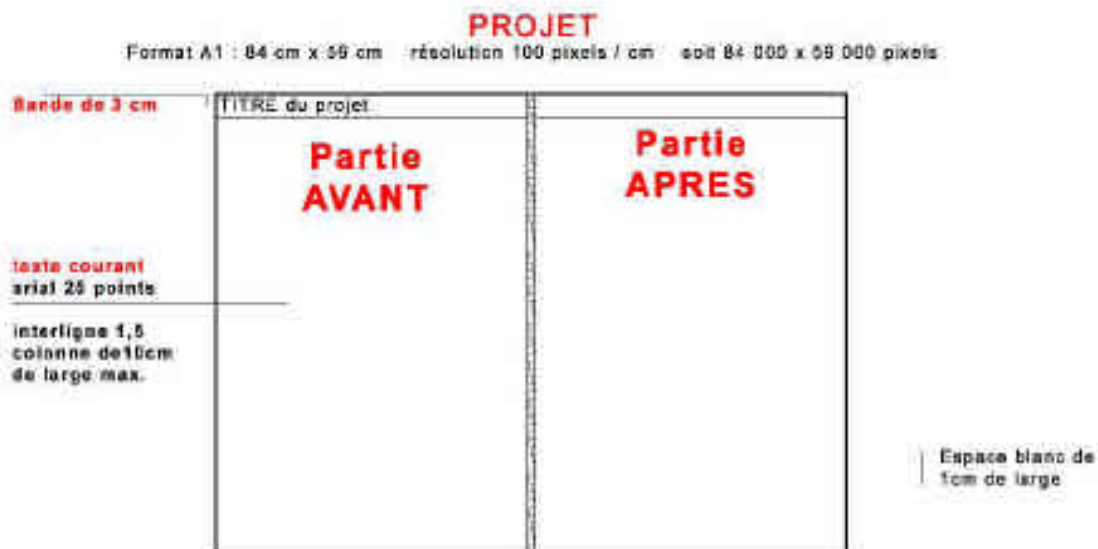 PROJET
Format A1 : 84 cm x 59 cm résolution 100 pixels / cm soit 84 000 x 59 000 pixels
Bande de 3 cm
TITRE du projet
Partie
AVANT
Partie
APRES
texte courant
arial 25 points
interligne 1,5
colonne de10cm
de large max.
Espace blanc de
1cm de large